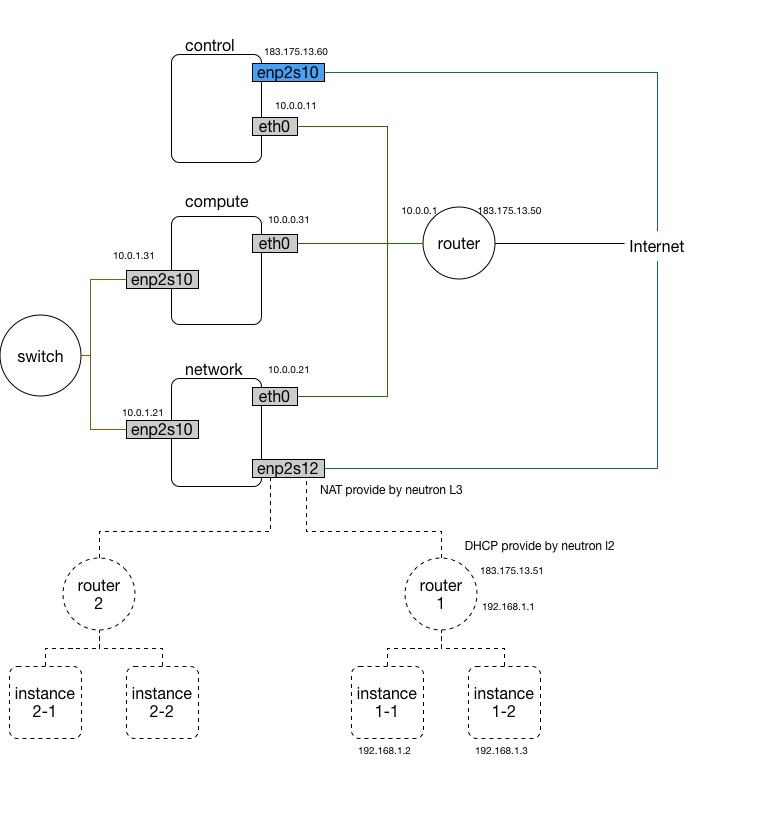 control
183.175.13.60
enp2s10
10.0.0.11
eth0
compute
10.0.0.31
eth0
10.0.0.1
183.175.13.50
router
Internet
10.0.1.31
enp2s10
switch
network
10.0.0.21
eth0
10.0.1.21
enp2s10
enp2s12
NAT provide by neutron L3
DHCP provide by neutron l2
router
2
router
1
183.175.13.51
192.168.1.1
instance
2-1
instance
2-2
instance
1-1
instance
1-2
192.168.1.2
192.168.1.3